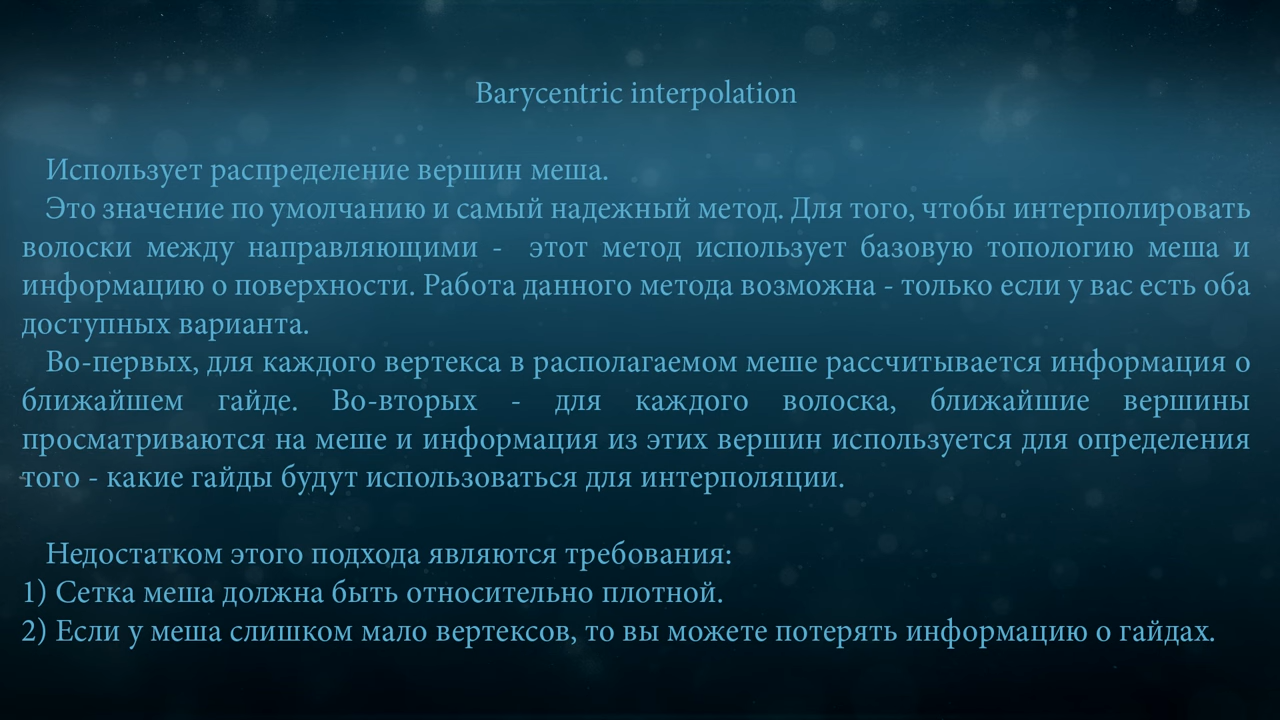 Barycentric interpolation
Использует распределение вершин меша.
Это значение по умолчанию и самый надежный метод. Для того, чтобы интерполировать
волоски между направляющими - этот метод использует базовую топологию меша и
информацию о поверхности. Работа данного метода возможна - только если у вас есть оба
доступных варианта.
Во-первых, для каждого вертекса в располагаемом меше рассчитывается информация о
ближайшем гайде. Во-вторых - для каждого волоска, ближайшие вершины
просматриваются на меше и информация из этих вершин используется для определения
того - какие гайды будут использоваться для интерполяции.
Недостатком этого подхода являются требования:
1) Сетка меша должна быть относительно плотной.
2) Если у меша слишком мало вертексов, то вы можете потерять информацию о гайдах.